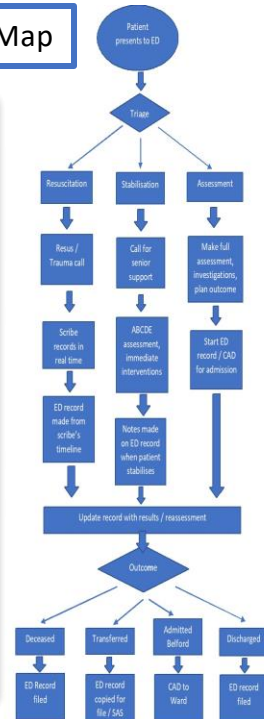 Map
Patient
presents to ED
Triage
Resuscitation
Stabilisation
Assessment
Resus /
Trauma call
Call for
senior
support
Make full
assessment,
investigations,
plan outcome
Scribe
records in
real time
ABCDE
assessment,
immediate
interventions
Start ED
record / CAD
for admission
ED record
made from
scribe's
timeline
Notes made
on ED record
when patient
stabilises
Update record with results / reassessment
Outcome
Deceased
Transferred
Admitted
Belford
Discharged
ED Record
filed
ED record
copied for
file / SAS
CAD to
Ward
ED record
filed